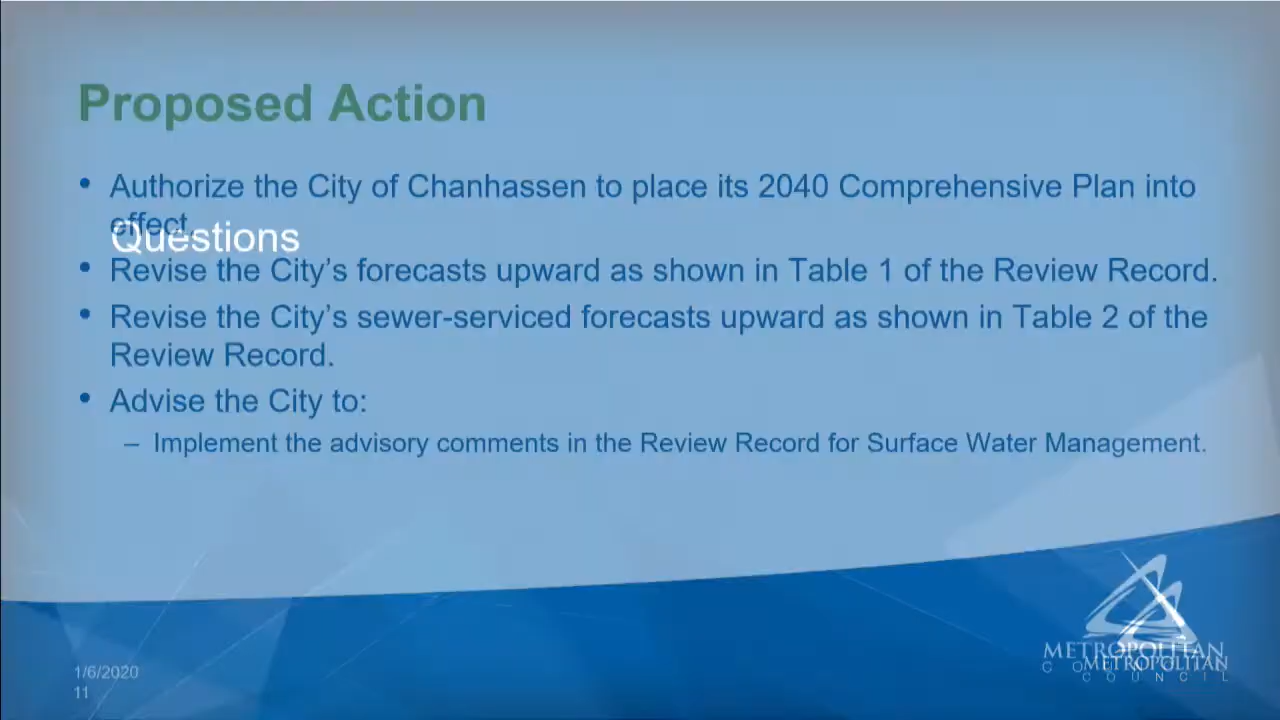 Proposed Action
• Authorize the City of Chanhassen to place its 2040 Comprehensive Plan into
effect.
Questions
• Revise the City’s forecasts upward as shown in Table 1 of the Review Record.
• Revise the City’s sewer-serviced forecasts upward as shown in Table 2 of the
Review Record.
• Advise the City to:
– Implement the advisory comments in the Review Record for Surface Water Management.
METROPOLITAN
COUNCIL
METROPOLITAN
COUNCIL
1/6/2020
11